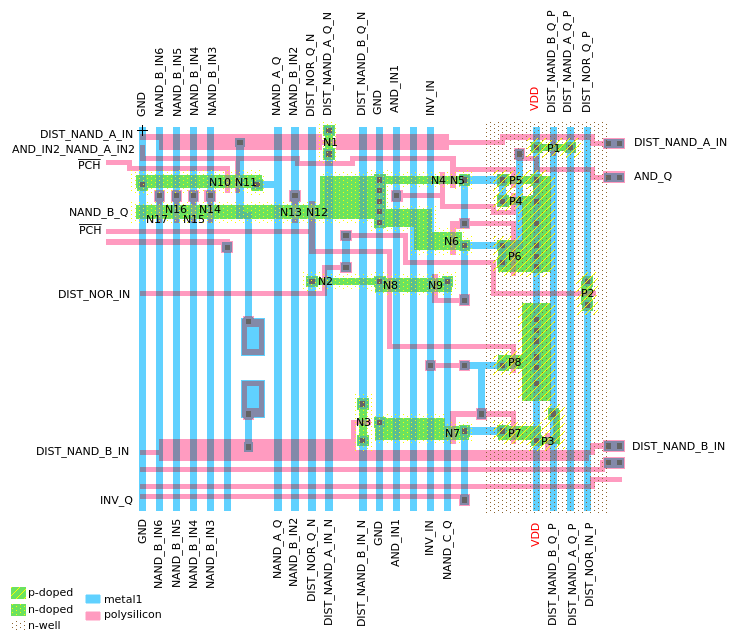 GND
NAND_B_IN6
NAND_B_IN5
NAND_B_IN4
NAND_B_IN3
NAND_A_Q
NAND_B_IN2
DIST_NOR_Q_N
DIST_NAND_A_Q_N
DIST_NAND_B_Q_N
GND
AND_IN1
INV_IN
VDD
DIST_NAND_B_Q_P
DIST_NAND_A_Q_P
DIST_NOR_Q_P
DIST_NAND_A_IN
AND_IN2_NAND_A_IN2
PCH
NAND_B_Q
PCH
DIST_NOR_IN
DIST_NAND_B_IN
INV_Q
DIST_NAND_A_IN
AND_Q
DIST_NAND_B_IN
N1
P1
N10 N11
N4 N5
P5
P4
N16
N14
N17
N15
N13 N12
N6
P6
N2
N8
N9
P2
P8
N3
N7
P7
P3
GND
NAND_B_IN6
NAND_B_IN5
NAND_B_IN4
NAND_B_IN3
NAND_A_Q
NAND_B_IN2
DIST_NOR_Q_N
DIST_NAND_A_IN_N
DIST_NAND_B_IN_N
GND
AND_IN1
INV_IN
NAND_C_Q
VDD
DIST_NAND_B_Q_P
DIST_NAND_A_Q_P
DIST_NOR_IN_P
p-doped
n-doped
n-well
metal1
polysilicon